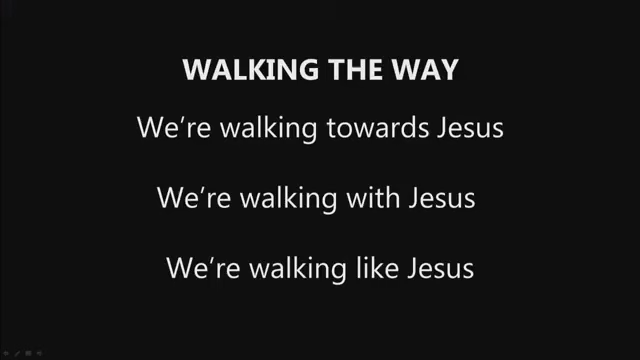 WALKING THE WAY
We're walking towards Jesus
We're walking with Jesus
We're walking like Jesus